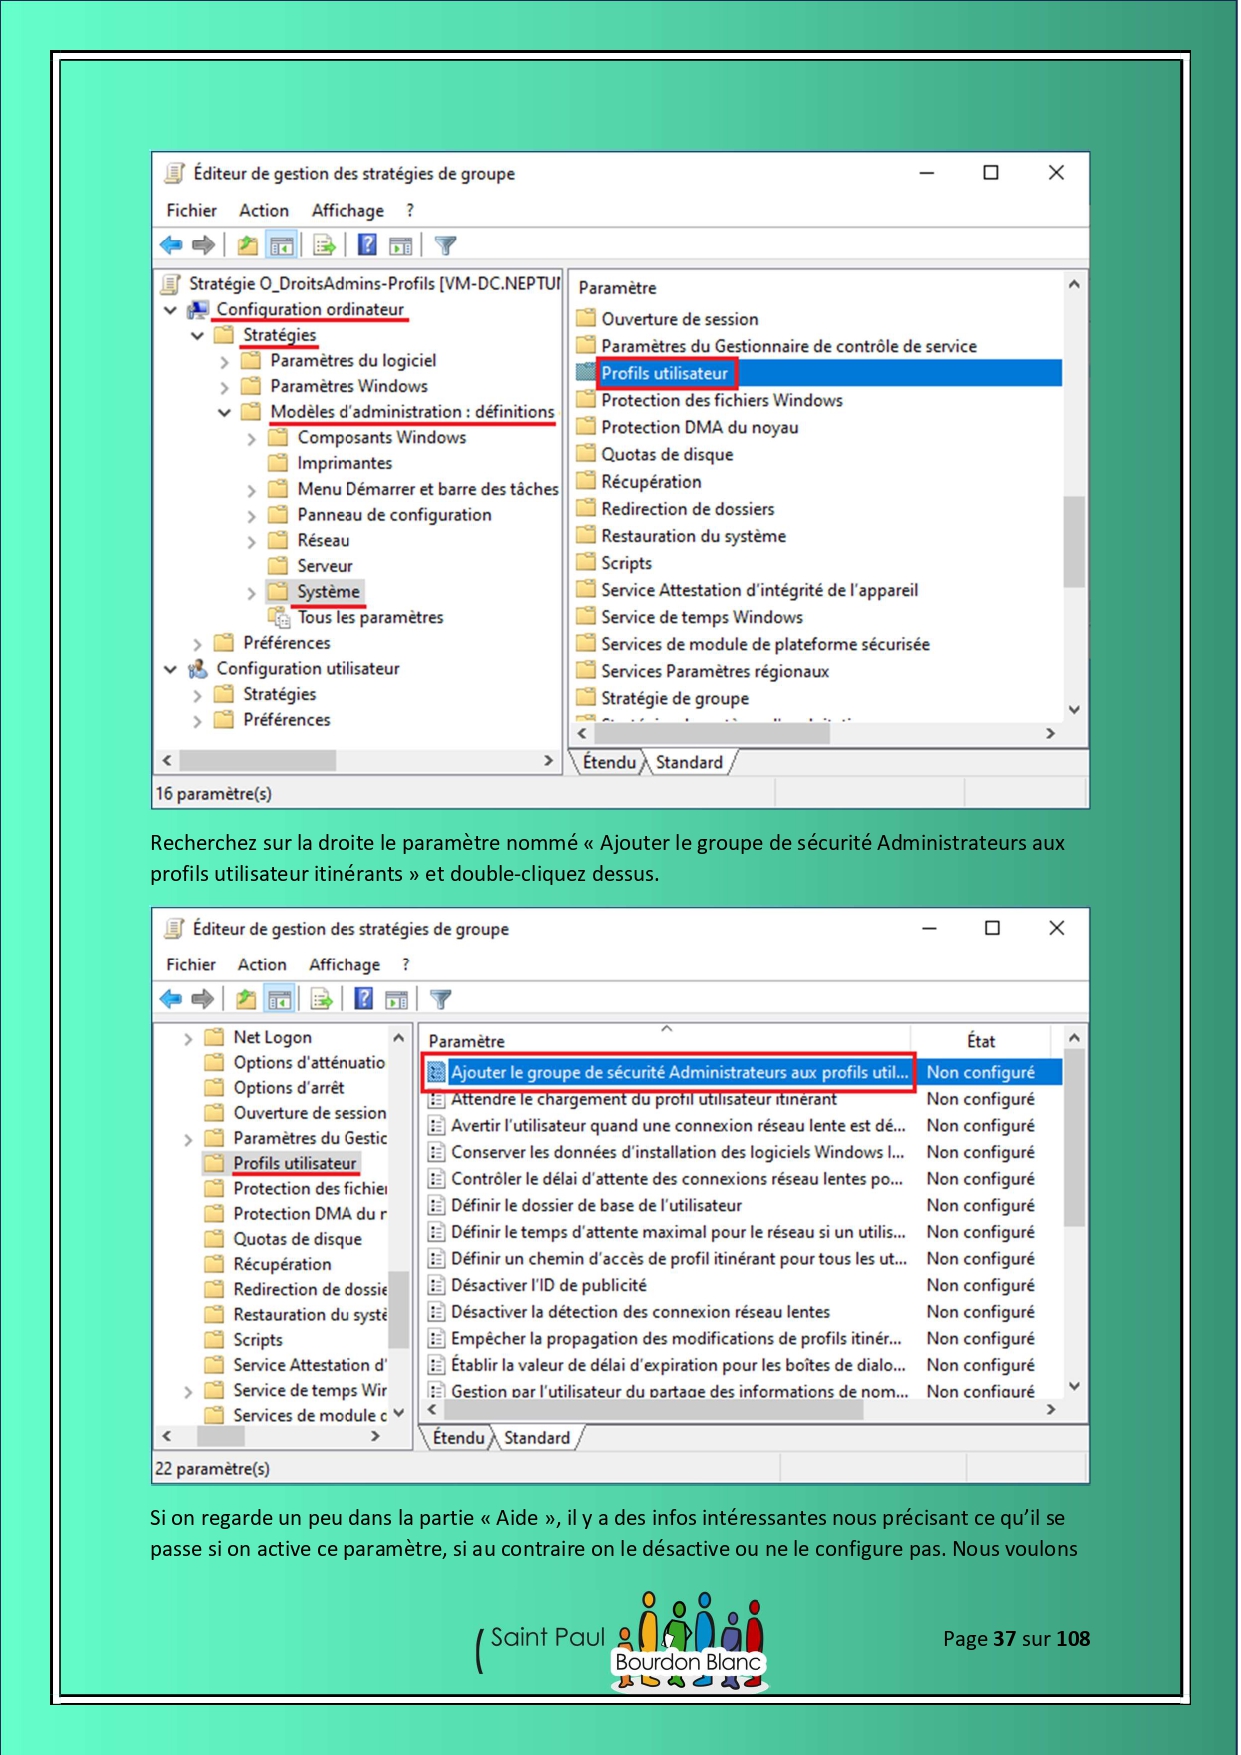 Éditeur de gestion des stratégies de groupe
Fichier Action Affichage ?
Stratégie O_DroitsAdmins-Profils [VM-DC.NEPTU
Configuration ordinateur
Stratégies
Paramètres du logiciel
Paramètres Windows
Modèles d'administration : définitions
Composants Windows
Imprimantes
Menu Démarrer et barre des tâches
Panneau de configuration
Réseau
Serveur
Système
Tous les paramètres
Préférences
Configuration utilisateur
Stratégies
Préférences
Paramètre
Ouverture de session
Paramètres du Gestionnaire de contrôle de service
Profils utilisateur
Protection des fichiers Windows
Protection DMA du noyau
Quotas de disque
Récupération
Redirection de dossiers
Restauration du système
Scripts
Service Attestation d'intégrité de l'appareil
Service de temps Windows
Services de module de plateforme sécurisée
Services Paramètres régionaux
Stratégie de groupe
Étendu Standard
16 paramètre(s)
Recherchez sur la droite le paramètre nommé « Ajouter le groupe de sécurité Administrateurs aux
profils utilisateur itinérants » et double-cliquez dessus.
Éditeur de gestion des stratégies de groupe
Fichier Action Affichage ?
Net Logon
Options d'atténuatio
Options d'arrêt
Ouverture de session
Paramètres du Gestic
Profils utilisateur
Protection des fichier
Protection DMA du r
Quotas de disque
Récupération
Redirection de dossie
Restauration du systè
Scripts
Service Attestation d'
Service de temps Wir
Services de module d
Paramètre État
Ajouter le groupe de sécurité Administrateurs aux profils util... Non configuré
Attendre le chargement du profil utilisateur itinérant Non configuré
Avertir l'utilisateur quand une connexion réseau lente est dé... Non configuré
Conserver les données d'installation des logiciels Windows I... Non configuré
Contrôler le délai d'attente des connexions réseau lentes po... Non configuré
Définir le dossier de base de l'utilisateur Non configuré
Définir le temps d'attente maximal pour le réseau si un utilis... Non configuré
Définir un chemin d'accès de profil itinérant pour tous les ut... Non configuré
Désactiver l'ID de publicité Non configuré
Désactiver la détection des connexion réseau lentes Non configuré
Empêcher la propagation des modifications de profils itinér... Non configuré
Établir la valeur de délai d'expiration pour les boîtes de dialo... Non configuré
Gestion par l'utilisateur du partage des informations de nom... Non configuré
Étendu Standard
22 paramètre(s)
Si on regarde un peu dans la partie « Aide », il y a des infos intéressantes nous précisant ce qu'il se
passe si on active ce paramètre, si au contraire on le désactive ou ne le configure pas. Nous voulons
Saint Paul
Bourdon Blanc
Page 37 sur 108